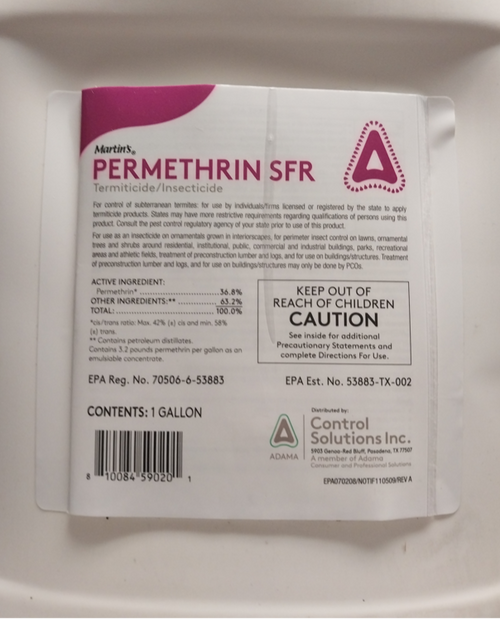 Martin's®
PERMETHRIN SFR
Termiticide/Insecticide
For control of subterranean termites: for use by individuals/firms licensed or registered by the state to apply
termiticide products. States may have more restrictive requirements regarding qualifications of persons using this
product. Consult the pest control regulatory agency of your state prior to use of this product.
For use as an insecticide on ornamentals grown in interiorscapes, for perimeter insect control on lawns, ornamental
trees and shrubs around residential, institutional, public, commercial and industrial buildings, parks, recreational
areas and athletic fields, treatment of preconstruction lumber and logs, and for use on buildings/structures. Treatment
of preconstruction lumber and logs, and for use on buildings/structures may only be done by PCOs.
ACTIVE INGREDIENT:
Permethrin* ........................ 36.8%
OTHER INGREDIENTS:** ............ 63.2%
TOTAL: ................................ 100.0%
*cis/trans ratio: Max. 42% (±) cis and min. 58%
(±) trans.
** Contains petroleum distillates.
Contains 3.2 pounds permethrin per gallon as an
emulsiable concentrate.
KEEP OUT OF
REACH OF CHILDREN
CAUTION
See inside for additional
Precautionary Statements and
complete Directions For Use.
EPA Reg. No. 70506-6-53883
EPA Est. No. 53883-TX-002
CONTENTS: 1 GALLON
8 10084 59020 1
ADAMA
Distributed by:
Control
Solutions Inc.
5903 Genoa-Red Bluff, Pasadena, TX 77507
A member of Adama
Consumer and Professional Solutions
EPA070208/NOTIF110509/REV A